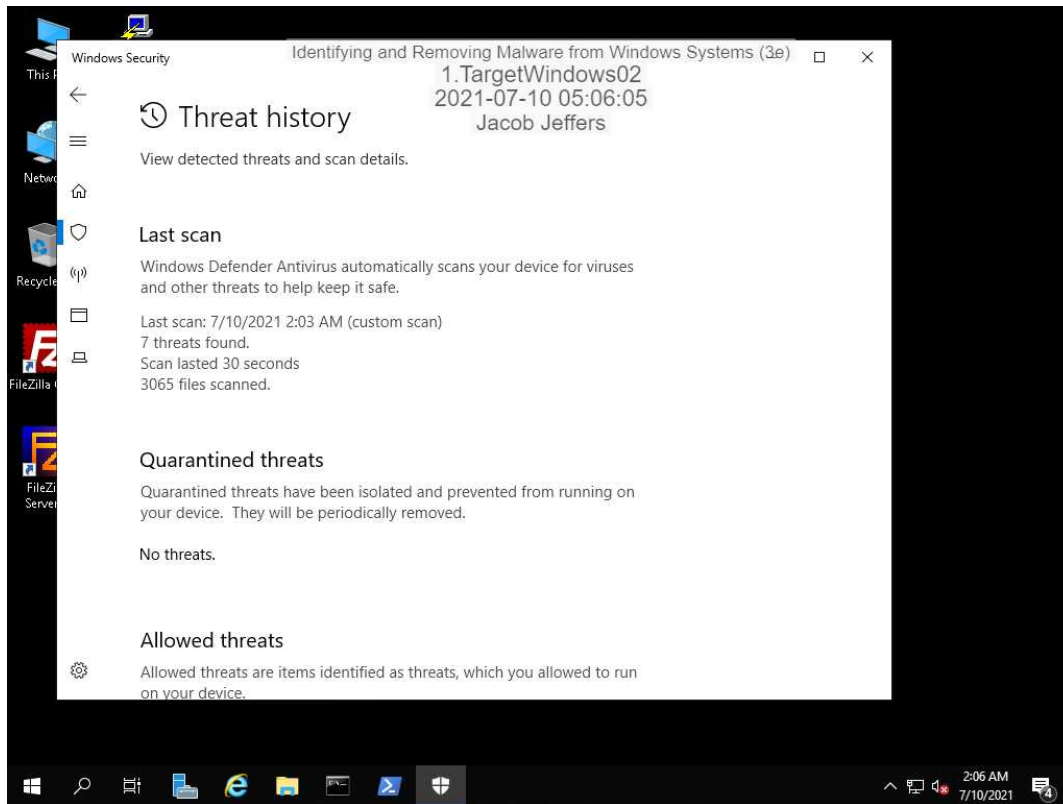 This P
Windows Security
Identifying and Removing Malware from Windows Systems (3e)
1.TargetWindows02
2021-07-10 05:06:05
Jacob Jeffers
Threat history
View detected threats and scan details.
Netwo
Last scan
Windows Defender Antivirus automatically scans your device for viruses
and other threats to help keep it safe.
Recycle
Last scan: 7/10/2021 2:03 AM (custom scan)
7 threats found.
Scan lasted 30 seconds
3065 files scanned.
FileZilla
Quarantined threats
Quarantined threats have been isolated and prevented from running on
your device. They will be periodically removed.
FileZi
Server
No threats.
Allowed threats
Allowed threats are items identified as threats, which you allowed to run
on your device.
2:06 AM
7/10/2021
4